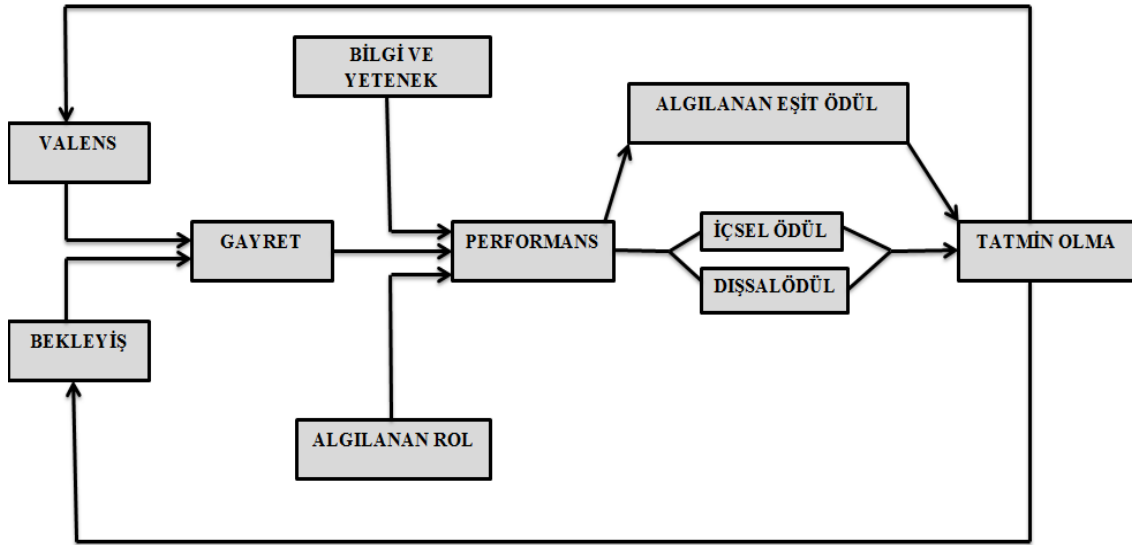 BİLGİ VE
YETENEK
ALGILANAN EŞİT ÖDÜL
VALENS
GAYRET
PERFORMANS
İÇSEL ÖDÜL
TATMİN OLMA
DIŞSALÖDÜL
BEKLEYİŞ
ALGILANAN ROL